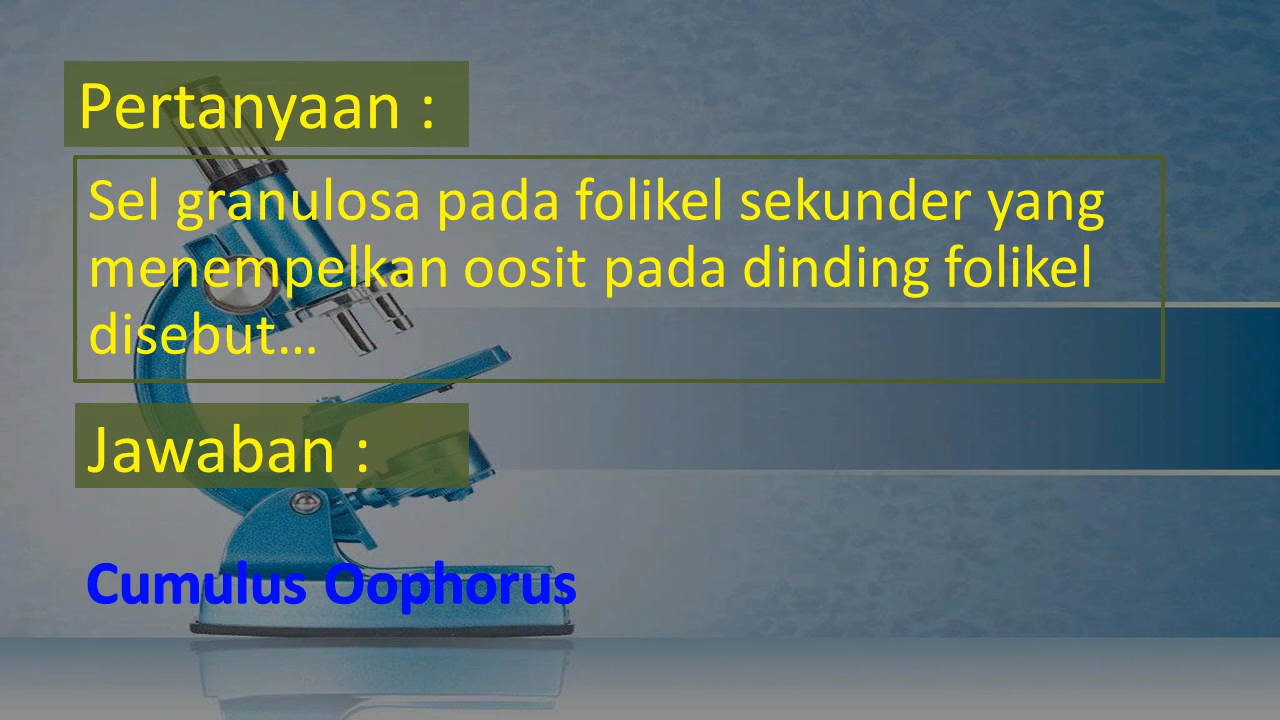 Pertanyaan :
Sel granulosa pada folikel sekunder yang
menempelkan oosit pada dinding folikel
disebut…
Jawaban :
Cumulus Oophorus